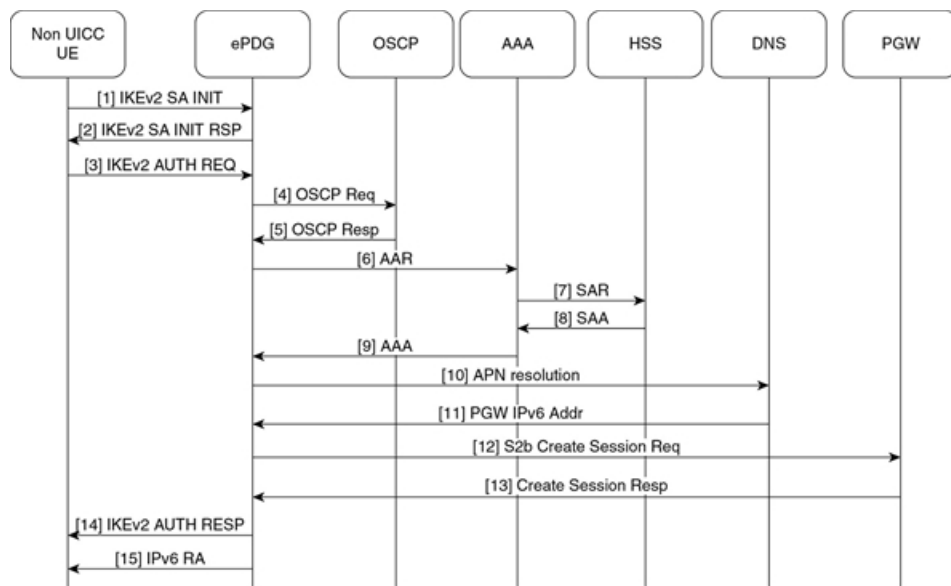 Non UICC
UE
ePDG
OSCP
AAA
HSS
DNS
PGW
[1] IKEv2 SA INIT
[2] IKEv2 SA INIT RSP
[3] IKEv2 AUTH REQ
[4] OSCP Req
[5] OSCP Resp
[6] AAR
[7] SAR
[8] SAA
[9] AAA
[10] APN resolution
[11] PGW IPv6 Addr
[12] S2b Create Session Req
[13] Create Session Resp
[14] IKEv2 AUTH RESP
[15] IPv6 RA